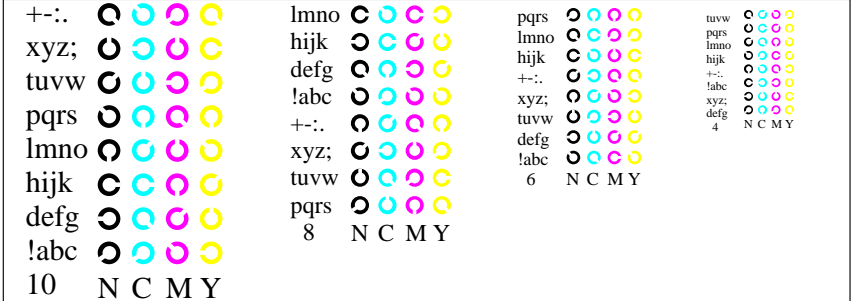 +-:.
xyz;
tuvw
pqrs
lmno
hijk
defg
!abc
10 N C M Y
lmno
hijk
defg
!abc
+-:.
xyz;
tuvw
pqrs
8 N C M Y
pqrs
lmno
hijk
+-:.
xyz;
tuvw
defg
!abc
6 N C M Y
tuvw
pqrs
lmno
hijk
+-:.
!abc
xyz;
defg
4 N C M Y